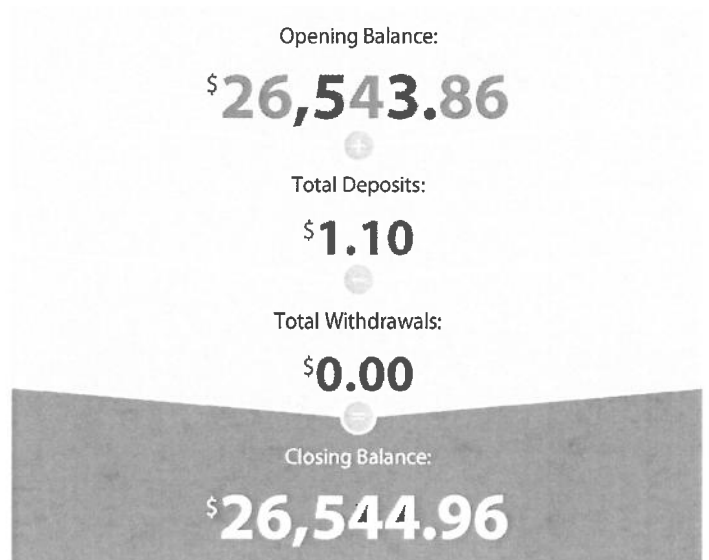 Opening Balance:
$26,543.86
+
Total Deposits:
$1.10
−
Total Withdrawals:
$0.00
=
Closing Balance:
$26,544.96